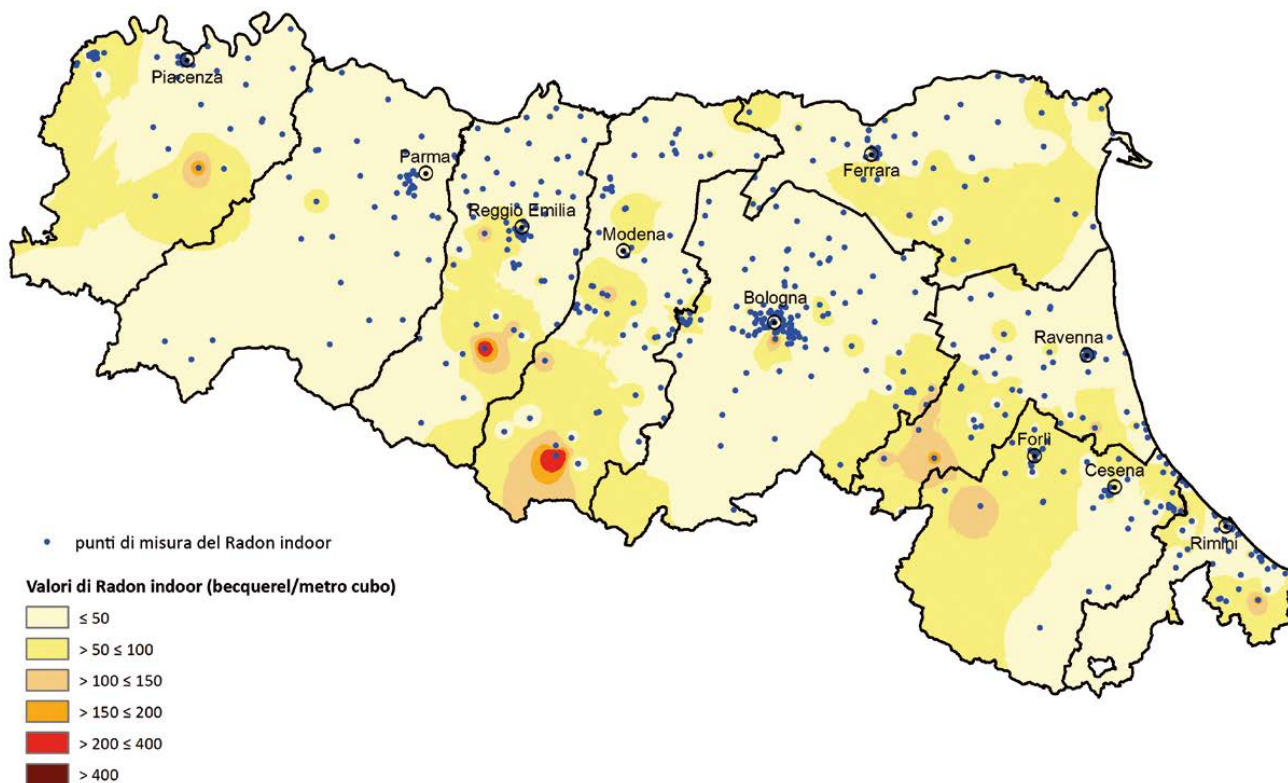 Piacenza
Parma
Ferrara
Reggio Emilia
Modena
Bologna
Ravenna
Forlì
Cesena
Rimini
punti di misura del Radon indoor
Valori di Radon indoor (becquerel/metro cubo)
≤ 50
> 50 ≤ 100
> 100 ≤ 150
> 150 ≤ 200
> 200 ≤ 400
> 400